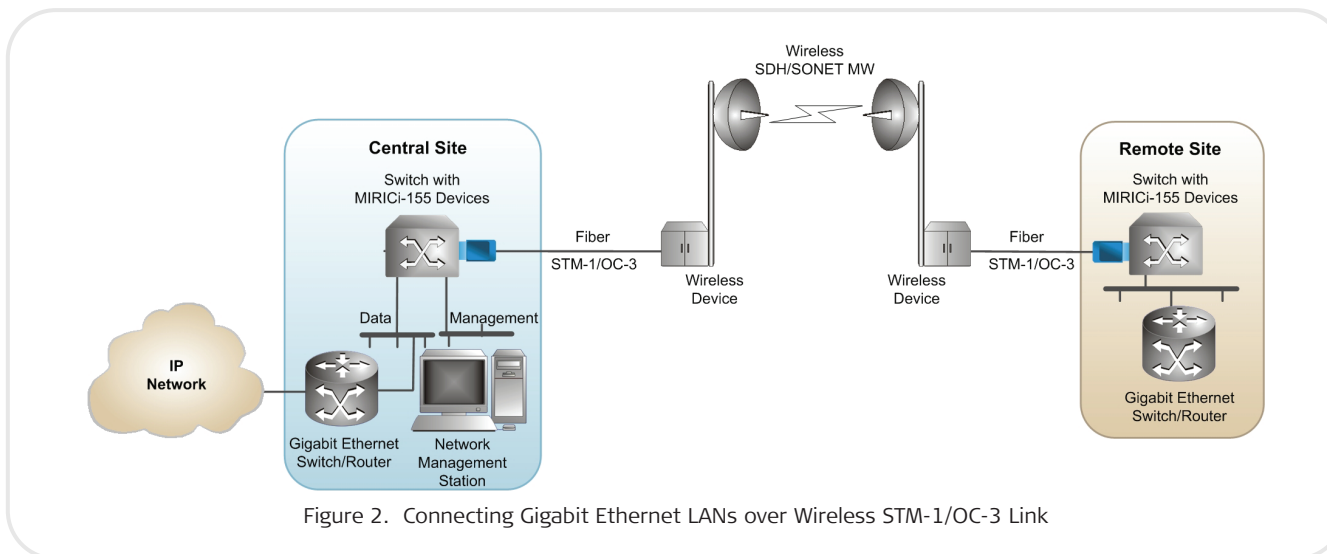 Wireless
SDH/SONET MW
Central Site
Switch with
MIRICi-155 Devices
Fiber
STM-1/OC-3
Wireless
Device
Wireless
Device
Fiber
STM-1/OC-3
Remote Site
Switch with
MIRICi-155 Devices
Data
Management
IP
Network
Gigabit Ethernet
Switch/Router
Network
Management
Station
Gigabit Ethernet
Switch/Router
Figure 2. Connecting Gigabit Ethernet LANs over Wireless STM-1/OC-3 Link